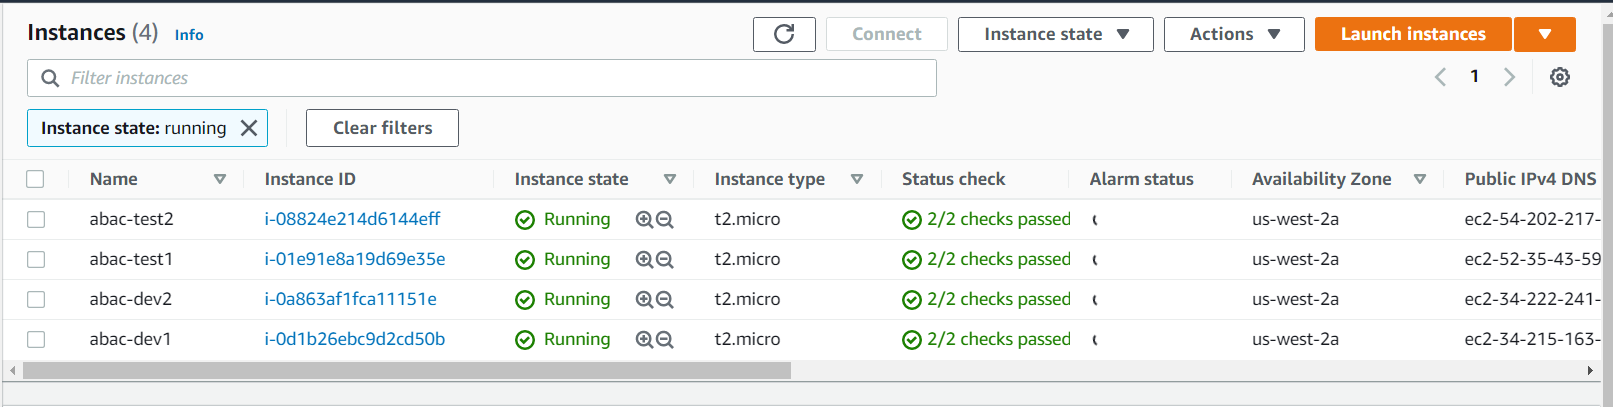 Instances (4) Info Connect Instance state Actions Launch instances
Filter instances 1
Instance state: running Clear filters
Name Instance ID Instance state Instance type Status check Alarm status Availability Zone Public IPv4 DNS
abac-test2 i-08824e214d6144eff Running t2.micro 2/2 checks passed us-west-2a ec2-54-202-217-
abac-test1 i-01e91e8a19d69e35e Running t2.micro 2/2 checks passed us-west-2a ec2-52-35-43-59
abac-dev2 i-0a863af1fca11151e Running t2.micro 2/2 checks passed us-west-2a ec2-34-222-241-
abac-dev1 i-0d1b26ebc9d2cd50b Running t2.micro 2/2 checks passed us-west-2a ec2-34-215-163-